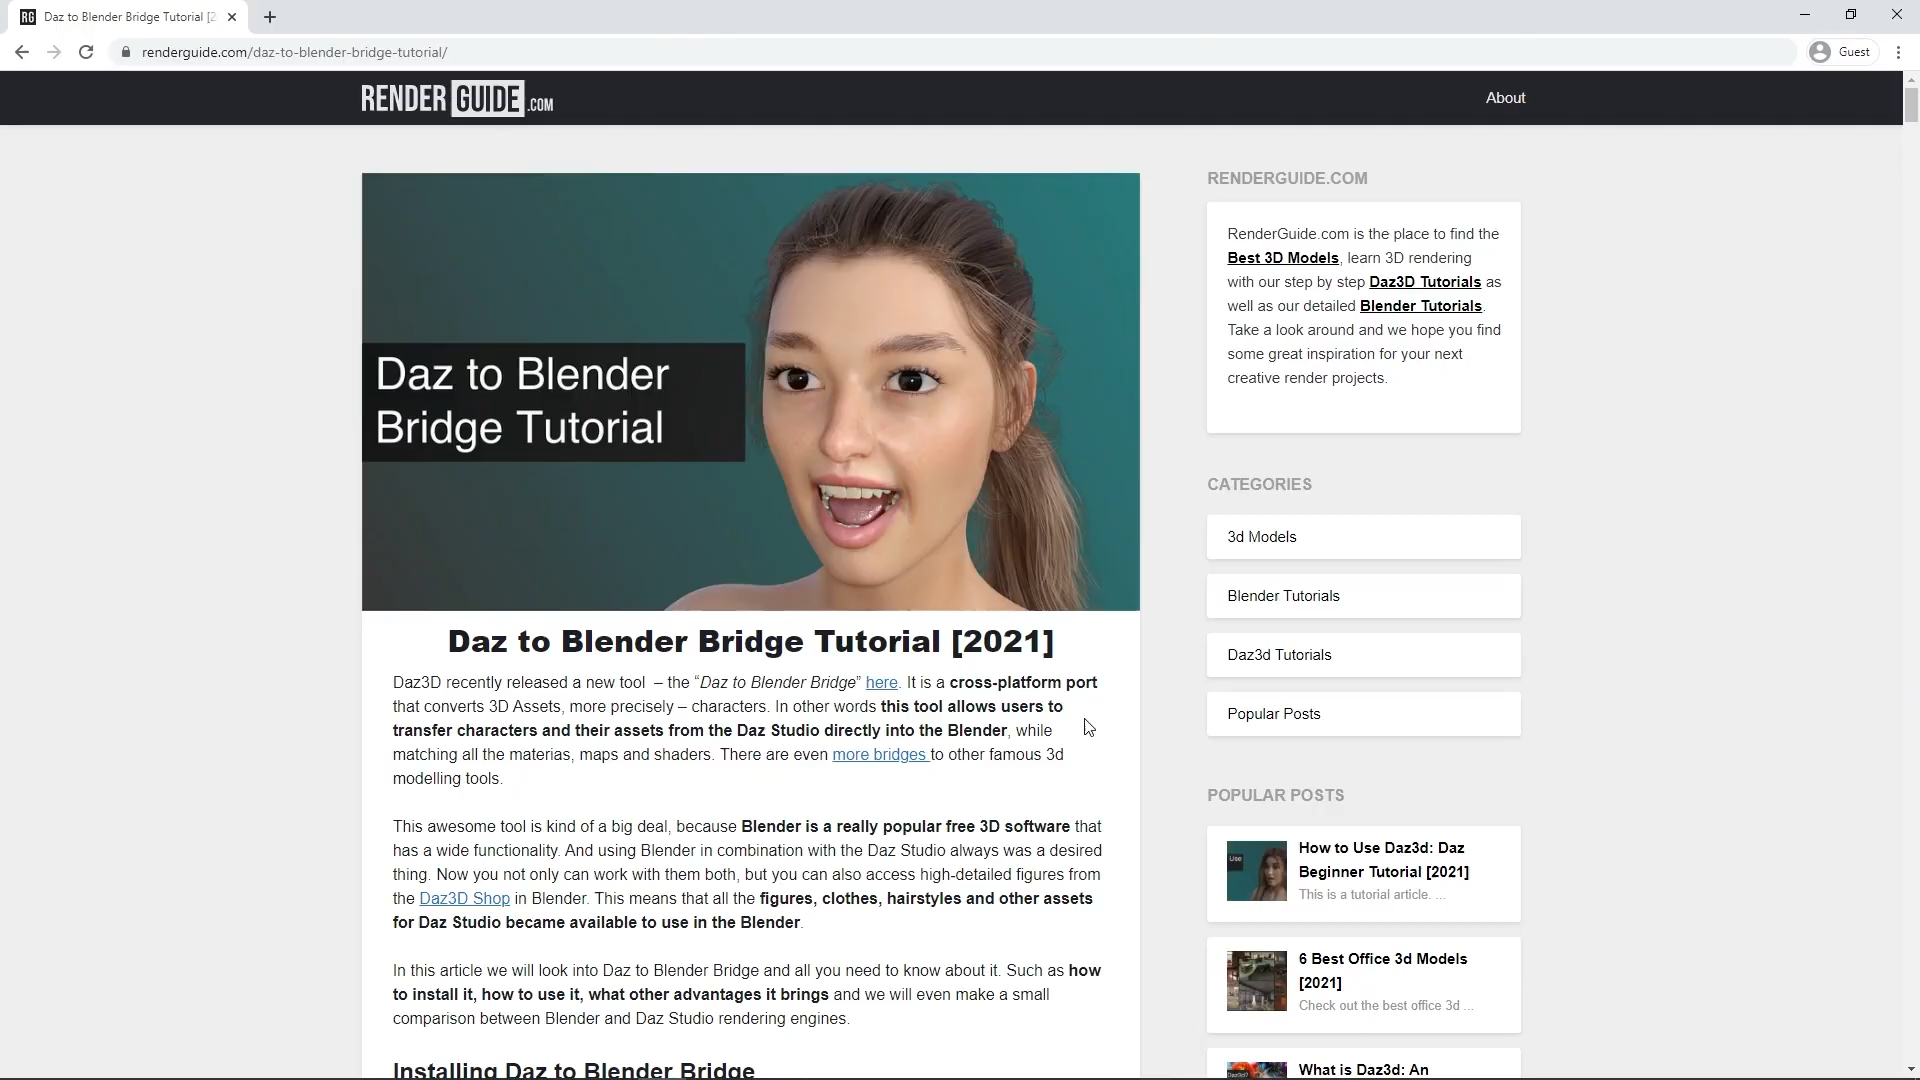 Daz to Blender Bridge Tutorial [2
renderguide.com/daz-to-blender-bridge-tutorial/
Guest
RENDER GUIDE .COM
About
Daz to Blender
Bridge Tutorial
Daz to Blender Bridge Tutorial [2021]
Daz3D recently released a new tool – the “Daz to Blender Bridge” here. It is a cross-platform port
that converts 3D Assets, more precisely – characters. In other words this tool allows users to
transfer characters and their assets from the Daz Studio directly into the Blender, while
matching all the materias, maps and shaders. There are even more bridges to other famous 3d
modelling tools.
This awesome tool is kind of a big deal, because Blender is a really popular free 3D software that
has a wide functionality. And using Blender in combination with the Daz Studio always was a desired
thing. Now you not only can work with them both, but you can also access high-detailed figures from
the Daz3D Shop in Blender. This means that all the figures, clothes, hairstyles and other assets
for Daz Studio became available to use in the Blender.
In this article we will look into Daz to Blender Bridge and all you need to know about it. Such as how
to install it, how to use it, what other advantages it brings and we will even make a small
comparison between Blender and Daz Studio rendering engines.
Installing Daz to Blender Bridge
RENDERGUIDE.COM
RenderGuide.com is the place to find the
Best 3D Models, learn 3D rendering
with our step by step Daz3D Tutorials as
well as our detailed Blender Tutorials.
Take a look around and we hope you find
some great inspiration for your next
creative render projects.
CATEGORIES
3d Models
Blender Tutorials
Daz3d Tutorials
Popular Posts
POPULAR POSTS
Use
How to Use Daz3d: Daz
Beginner Tutorial [2021]
This is a tutorial article. ...
6 Best Office 3d Models
[2021]
Check out the best office 3d ...
What is Daz3d: An